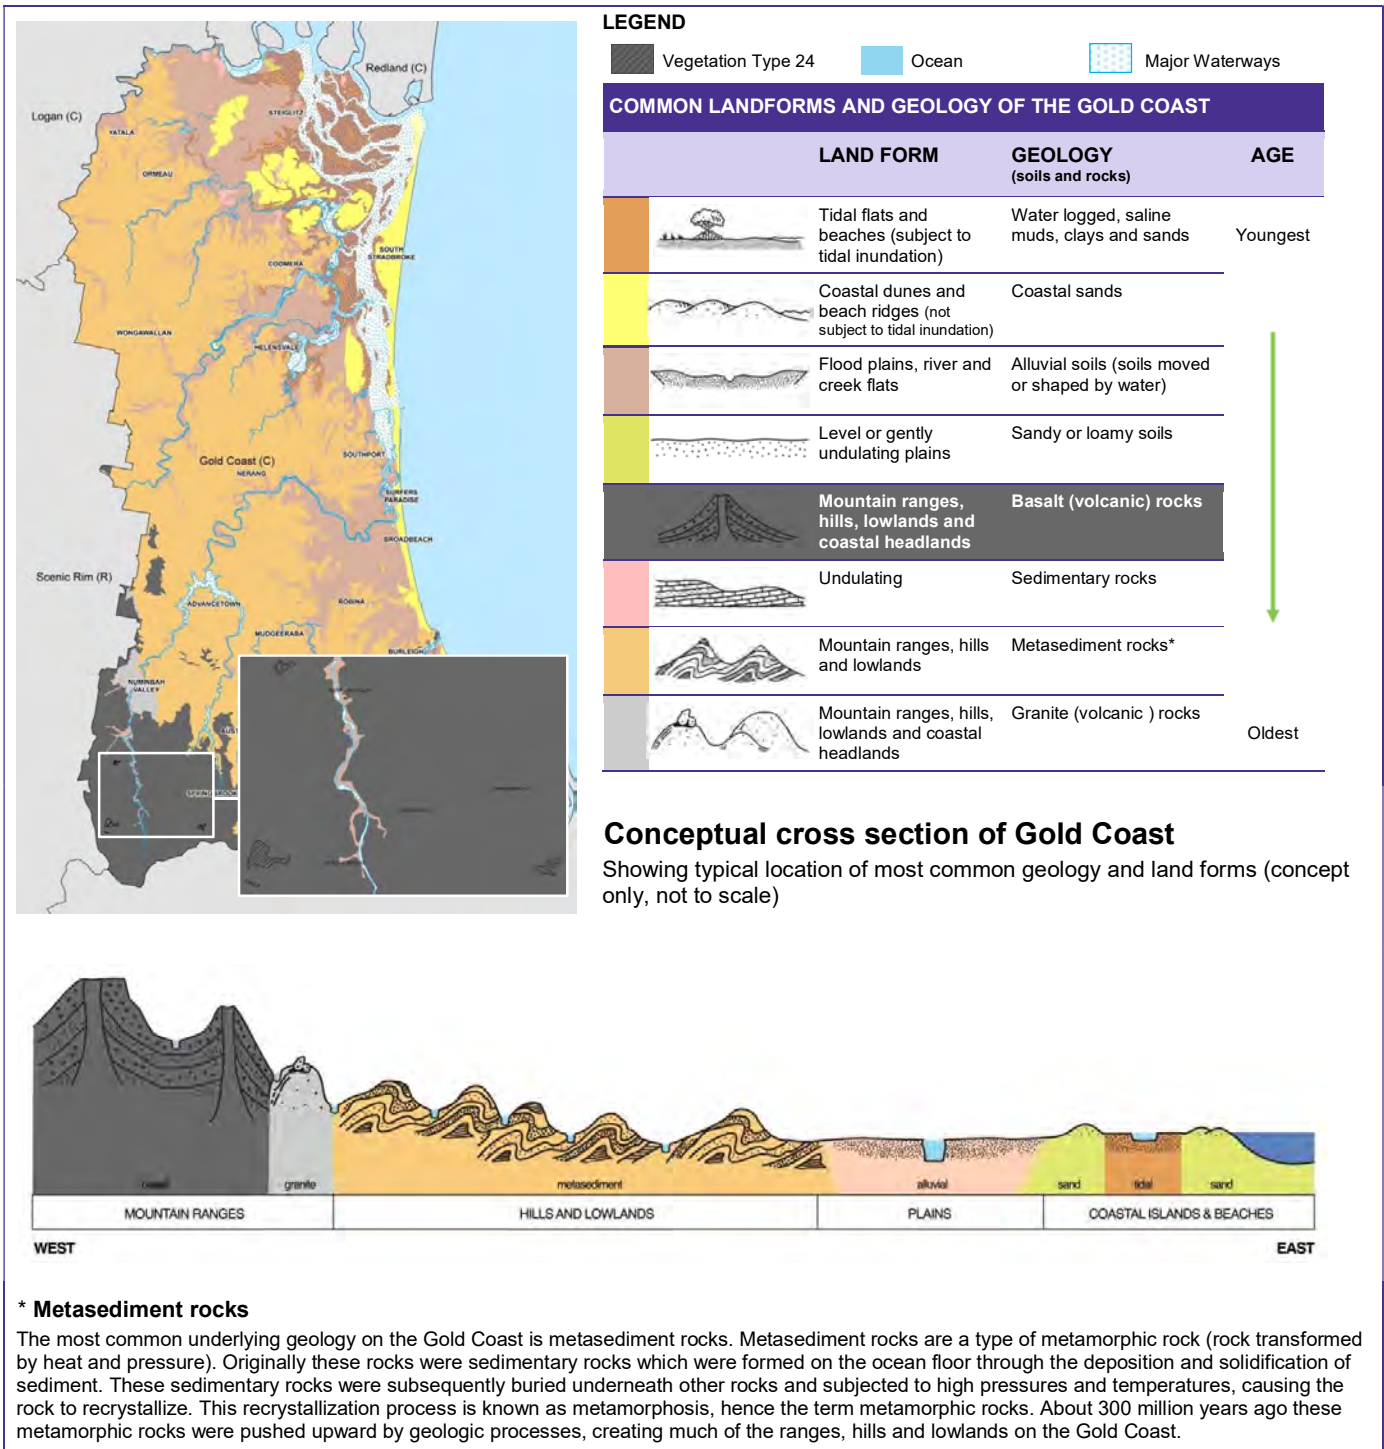 LEGEND
Vegetation Type 24
Ocean
Major Waterways
Redland (C)
Logan (C)
STEIGLITZ
YATALA
ORMEAU
SOUTH
STRADBROKE
COOMERA
WONGAWALLAN
HELENSVALE
SOUTHPORT
Gold Coast (C)
NERANG
SURFERS
PARADISE
BROADBEACH
Scenic Rim (R)
ADVANCETOWN
ROBINA
MUDGEERABA
BURLEIGH
NUMINBAH
VALLEY
COMMON LANDFORMS AND GEOLOGY OF THE GOLD COAST
LAND FORM
GEOLOGY
(soils and rocks)
AGE
Tidal flats and
beaches (subject to
tidal inundation)
Water logged, saline
muds, clays and sands
Youngest
Coastal dunes and
beach ridges (not
subject to tidal inundation)
Coastal sands
Flood plains, river and
creek flats
Alluvial soils (soils moved
or shaped by water)
Level or gently
undulating plains
Sandy or loamy soils
Mountain ranges,
hills, lowlands and
coastal headlands
Basalt (volcanic) rocks
Undulating
Sedimentary rocks
Mountain ranges, hills
and lowlands
Metasediment rocks*
Mountain ranges, hills,
lowlands and coastal
headlands
Granite (volcanic ) rocks
Oldest
Conceptual cross section of Gold Coast
Showing typical location of most common geology and land forms (concept
only, not to scale)
basalt
granite
metasediment
alluvial
sand
tidal
sand
MOUNTAIN RANGES
HILLS AND LOWLANDS
PLAINS
COASTAL ISLANDS & BEACHES
WEST
EAST
* Metasediment rocks
The most common underlying geology on the Gold Coast is metasediment rocks. Metasediment rocks are a type of metamorphic rock (rock transformed
by heat and pressure). Originally these rocks were sedimentary rocks which were formed on the ocean floor through the deposition and solidification of
sediment. These sedimentary rocks were subsequently buried underneath other rocks and subjected to high pressures and temperatures, causing the
rock to recrystallize. This recrystallization process is known as metamorphosis, hence the term metamorphic rocks. About 300 million years ago these
metamorphic rocks were pushed upward by geologic processes, creating much of the ranges, hills and lowlands on the Gold Coast.